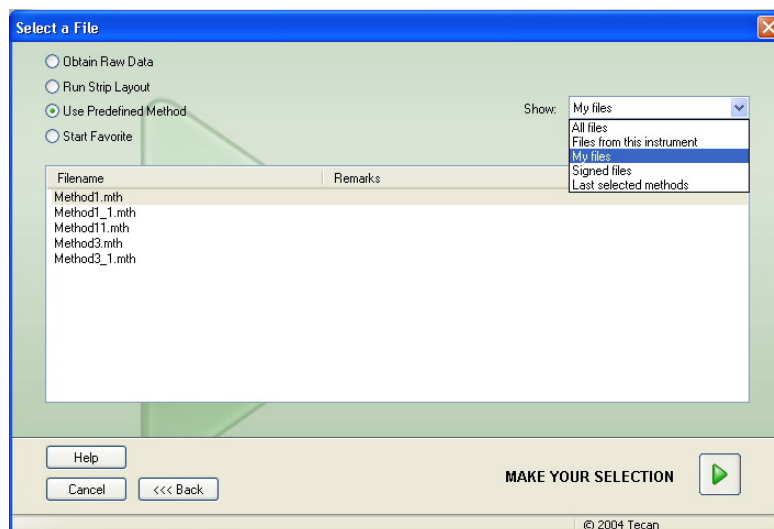 Select a File
Obtain Raw Data
Run Strip Layout
Use Predefined Method
Start Favorite
Show: My files
All files
Files from this instrument
My files
Signed files
Last selected methods
Filename Remarks
Method1.mth
Method1_1.mth
Method11.mth
Method3.mth
Method3_1.mth
Help
Cancel <<< Back
MAKE YOUR SELECTION
© 2004 Tecan